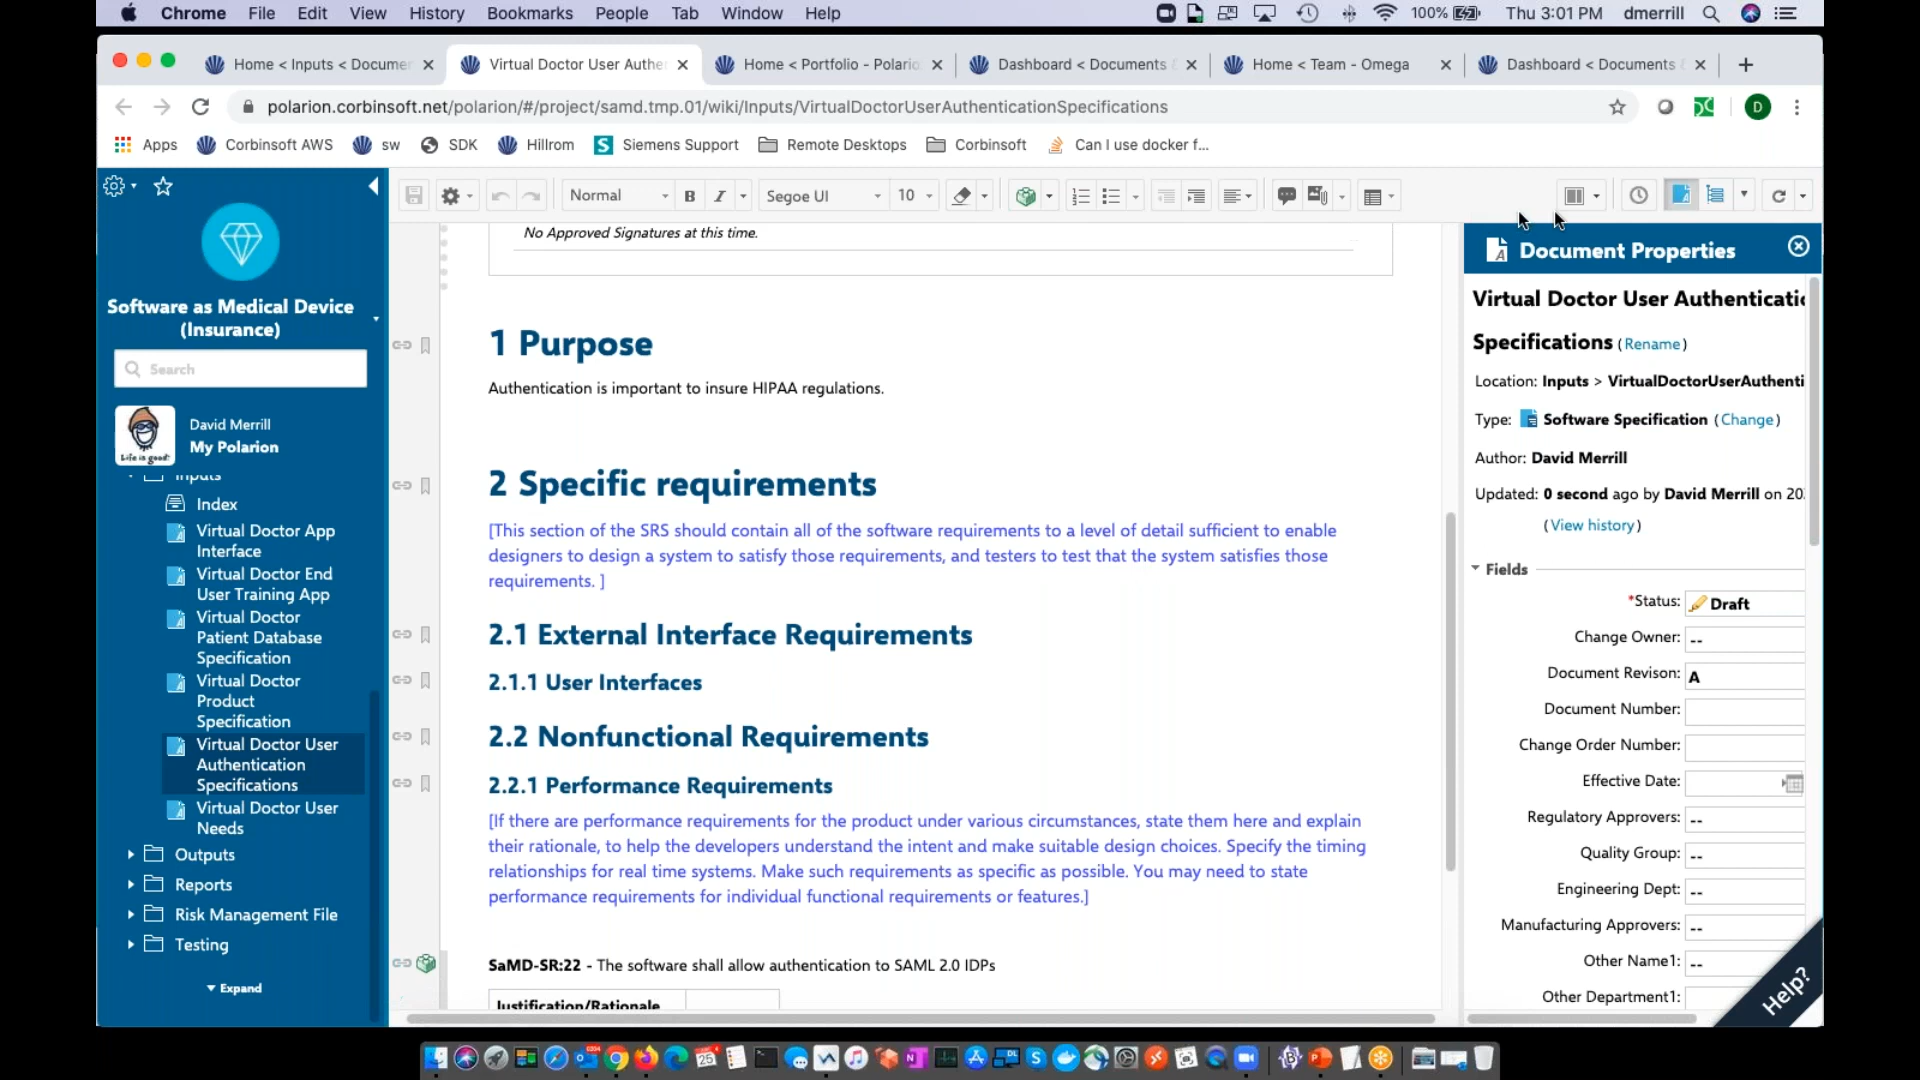 Chrome File Edit View History Bookmarks People Tab Window Help 100% Thu 3:01 PM dmerrill
Home < Inputs < Documen
Virtual Doctor User Authe
Home < Portfolio - Polario
Dashboard < Documents &
Home < Team - Omega
Dashboard < Documents &
polarion.corbinsoft.net/polarion/#/project/samd.tmp.01/wiki/Inputs/VirtualDoctorUserAuthenticationSpecifications
D
Apps Corbinsoft AWS sw SDK Hillrom Siemens Support Remote Desktops Corbinsoft Can I use docker f...
Software as Medical Device
(Insurance)
Search
David Merrill
My Polarion
Life is good
Inputs
Index
Virtual Doctor App
Interface
Virtual Doctor End
User Training App
Virtual Doctor
Patient Database
Specification
Virtual Doctor
Product
Specification
Virtual Doctor User
Authentication
Specifications
Virtual Doctor User
Needs
Outputs
Reports
Risk Management File
Testing
Expand
Normal B I Segoe UI 10
No Approved Signatures at this time.
1 Purpose
Authentication is important to insure HIPAA regulations.
2 Specific requirements
[This section of the SRS should contain all of the software requirements to a level of detail sufficient to enable
designers to design a system to satisfy those requirements, and testers to test that the system satisfies those
requirements. ]
2.1 External Interface Requirements
2.1.1 User Interfaces
2.2 Nonfunctional Requirements
2.2.1 Performance Requirements
[If there are performance requirements for the product under various circumstances, state them here and explain
their rationale, to help the developers understand the intent and make suitable design choices. Specify the timing
relationships for real time systems. Make such requirements as specific as possible. You may need to state
performance requirements for individual functional requirements or features.]
SaMD-SR:22 - The software shall allow authentication to SAML 2.0 IDPs
Justification/Rationale
Document Properties
Virtual Doctor User Authenticatio
Specifications (Rename)
Location: Inputs > VirtualDoctorUserAuthenti
Type: Software Specification (Change)
Author: David Merrill
Updated: 0 second ago by David Merrill on 20
(View history)
Fields
*Status: Draft
Change Owner: --
Document Revison: A
Document Number:
Change Order Number:
Effective Date:
Regulatory Approvers: --
Quality Group: --
Engineering Dept: --
Manufacturing Approvers: --
Other Name1: --
Other Department1:
Help?